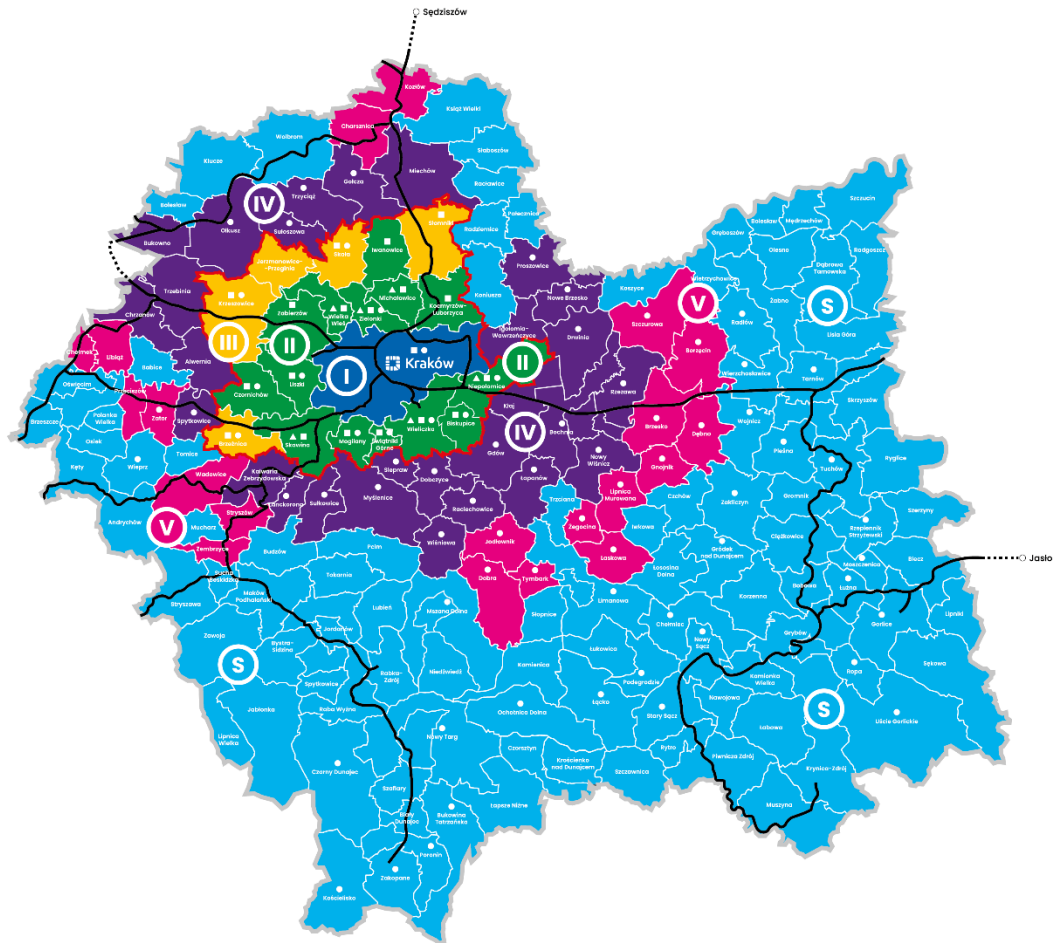 Sędziszów
Kozłów
Książ Wielki
Charsznica
Wolbrom
Słaboszów
Klucze
Miechów
Gołcza
Racławice
Trzyciąż
Szczucin
Bolesław
IV
Pałecznica
Bolesław
Mędrzechów
Słomniki
Gręboszów
Olkusz
Sułoszowa
Radziemice
Bukowno
Iwanowice
Skała
Olesno
Radgoszcz
Jerzmanowice-
Przeginia
Proszowice
Dąbrowa
Tarnowska
Trzebinia
Wietrzychowice
Koszyce
Koniusza
Nowe Brzesko
Michałowice
Krzeszowice
V
Żabno
S
Kocmyrzów-
Luborzyca
Zabierzów
Wielka
Wieś
Zielonki
Chrzanów
Radłów
Szczurowa
Igołomia-
Wawrzeńczyce
Drwinia
Lisia Góra
III
II
Borzęcin
Chełmek
Libiąż
Alwernia
II
Kraków
Babice
I
Rzezawa
Wierzchosławice
Tarnów
Oświęcim
Liszki
Niepołomice
Przeciszów
Czernichów
Skrzyszów
Kłaj
Zator
Polanka
Wielka
Brzeszcze
Biskupice
Spytkowice
Wieliczka
Wojnicz
Brzesko
IV
Bochnia
Dębno
Osiek
Brzeźnica
Skawina
Mogilany
Świątniki
Górne
Gdów
Pleśna
Tomice
Nowy
Wiśnicz
Ryglice
Kęty
Wieprz
Siepraw
Gnojnik
Tuchów
Wadowice
Kalwaria
Zebrzydowska
Dobczyce
Łapanów
Lanckorona
Sułkowice
Myślenice
Trzciana
Lipnica
Murowana
Czchów
Zakliczyn
Gromnik
Raciechowice
Szerzyny
Stryszów
Andrychów
V
Mucharz
Żegocina
Iwkowa
Rzepiennik
Strzyżewski
Wiśniowa
Jodłownik
Ciężkowice
Zembrzyce
Budzów
Pcim
Gródek
nad Dunajcem
Laskowa
Biecz
Jasło
Moszczenica
Łososina
Dolna
Sucha
Beskidzka
Tokarnia
Dobra
Tymbark
Bobowa
Łużna
Maków
Podhalański
Korzenna
Limanowa
Stryszawa
Lubień
Mszana Dolna
Słopnice
Chełmiec
Lipinki
Gorlice
Jordanów
Zawoja
Grybów
Nowy
Sącz
Bystra-
Sidzina
Łukowica
S
Kamienica
Sękowa
Rabka-
Zdrój
Niedźwiedź
Kamionka
Wielka
Ropa
Podegrodzie
Spytkowice
Nawojowa
Łącko
Raba Wyżna
Jabłonka
Ochotnica Dolna
Stary Sącz
S
Uście Gorlickie
Łabowa
Lipnica
Wielka
Nowy Targ
Rytro
Czorsztyn
Piwniczna Zdrój
Krościenko
nad Dunajcem
Krynica-Zdrój
Czarny Dunajec
Szczawnica
Szaflary
Muszyna
Łapsze Niżne
Biały
Dunajec
Bukowina
Tatrzańska
Poronin
Zakopane
Kościelisko